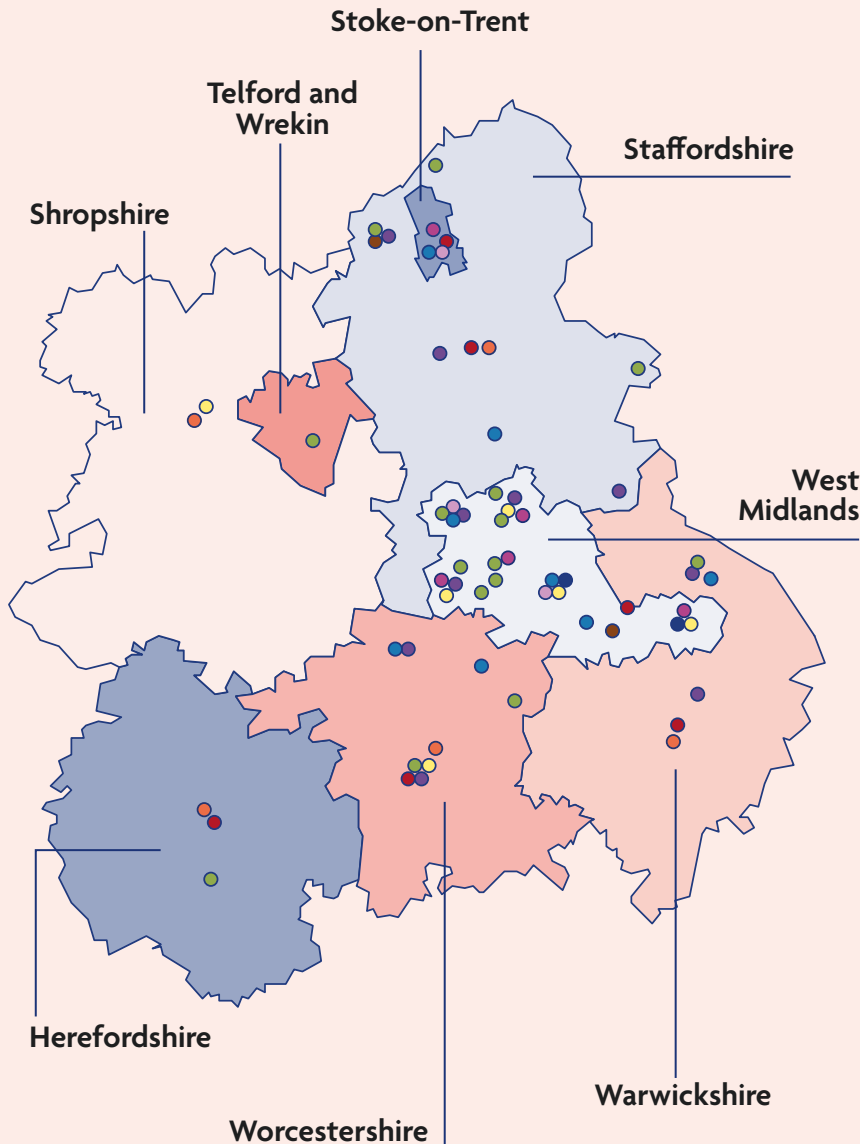 Stoke-on-Trent
Telford and
Wrekin
Staffordshire
Shropshire
West
Midlands
Herefordshire
Warwickshire
Worcestershire